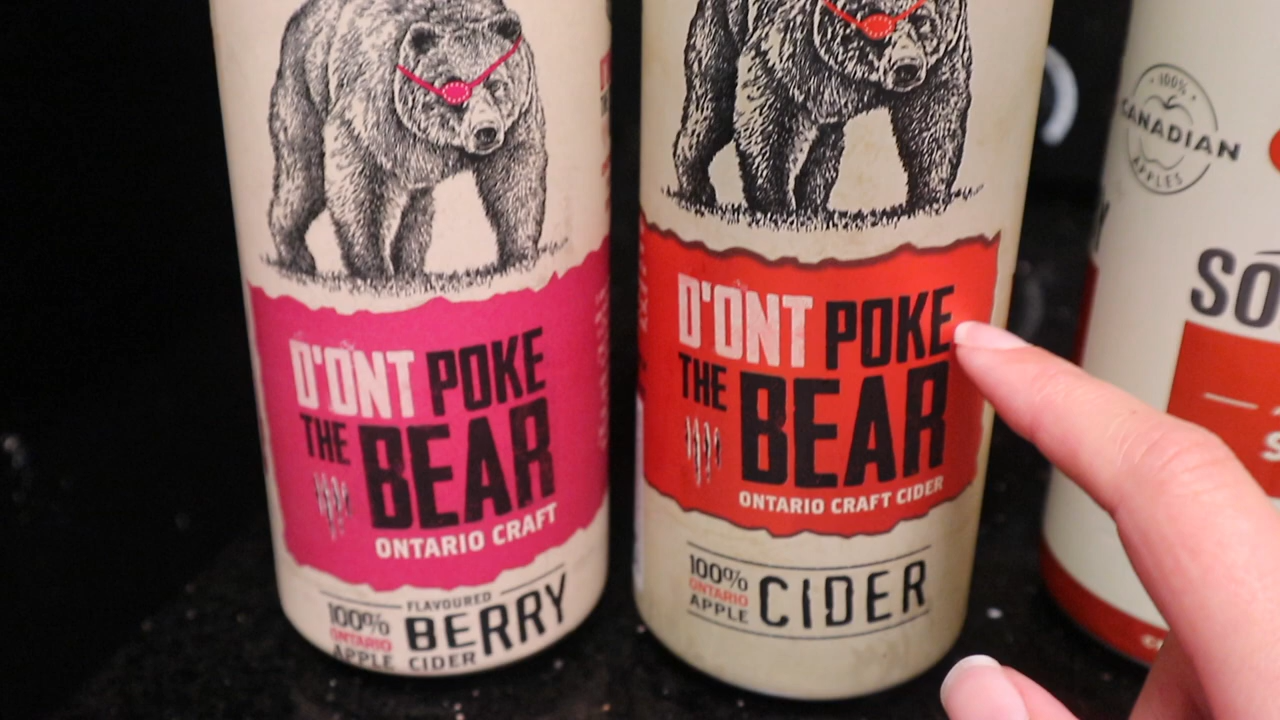 D'ONT POKE
THE BEAR
ONTARIO CRAFT
100%
ONTARIO
APPLE
FLAVOURED
BERRY
CIDER
D'ONT POKE
THE BEAR
ONTARIO CRAFT CIDER
100%
ONTARIO
APPLE
CIDER
100%
CANADIAN
APPLES
SO